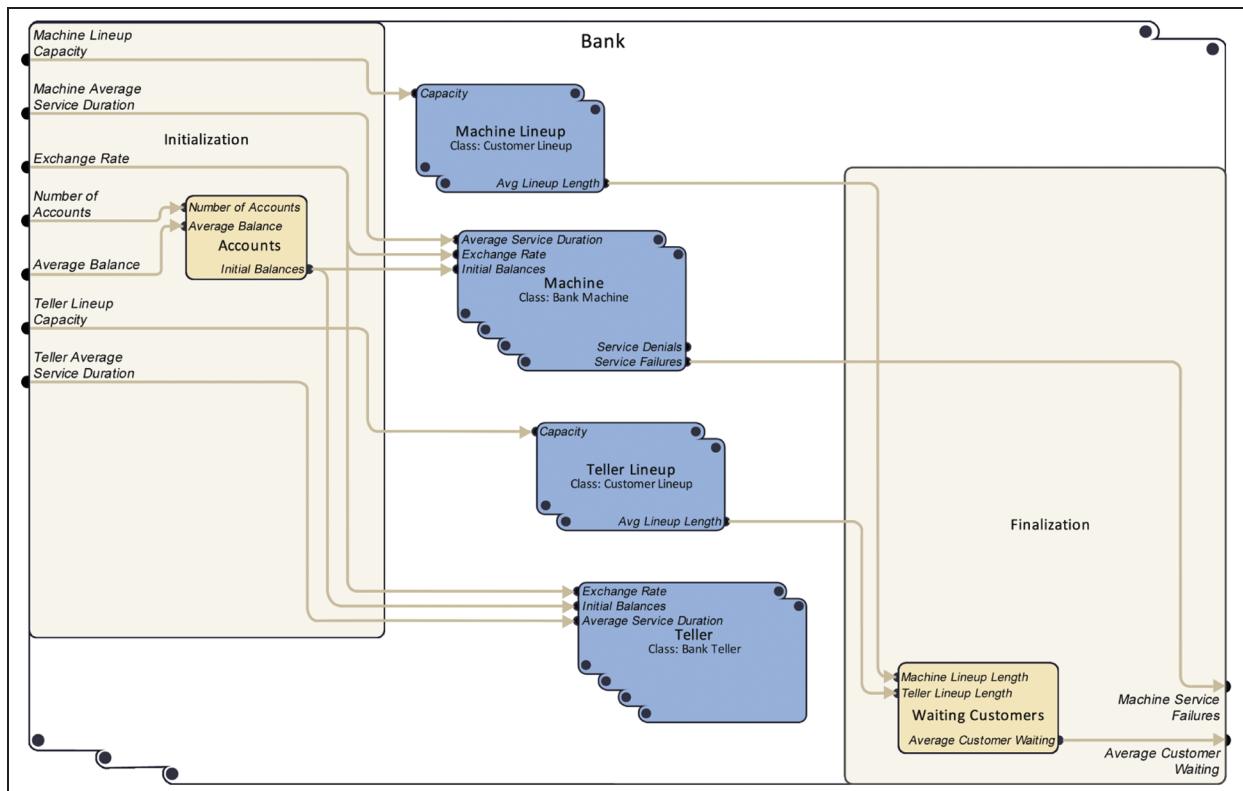 Bank
Machine Lineup
Capacity
Machine Average
Service Duration
Initialization
Exchange Rate
Number of
Accounts
Number of Accounts
Average Balance
Accounts
Initial Balances
Average Balance
Teller Lineup
Capacity
Teller Average
Service Duration
Capacity
Machine Lineup
Class: Customer Lineup
Avg Lineup Length
Average Service Duration
Exchange Rate
Initial Balances
Machine
Class: Bank Machine
Service Denials
Service Failures
Capacity
Teller Lineup
Class: Customer Lineup
Avg Lineup Length
Exchange Rate
Initial Balances
Average Service Duration
Teller
Class: Bank Teller
Finalization
Machine Lineup Length
Teller Lineup Length
Waiting Customers
Average Customer Waiting
Machine Service
Failures
Average Customer
Waiting